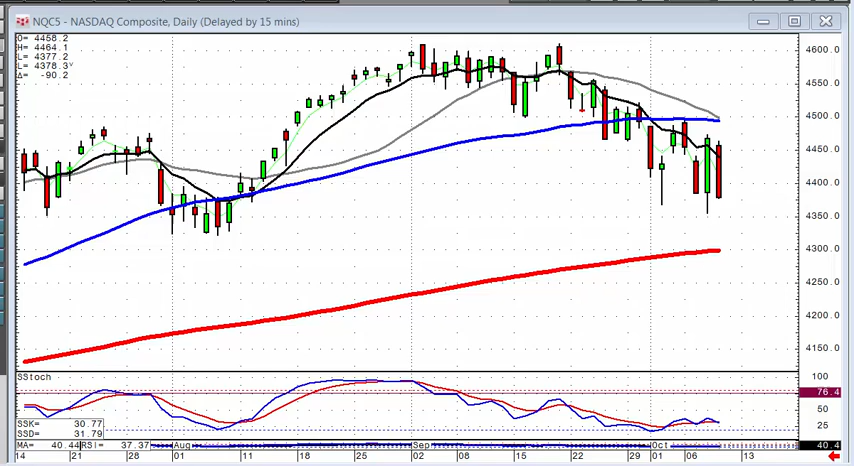 NQC5 - NASDAQ Composite, Daily (Delayed by 15 mins)
O= 4458.2
H= 4464.1
L= 4377.2
L= 4378.3v
Δ= -90.2
4600.0
4550.0
4500.0
4450.0
4400.0
4350.0
4300.0
4250.0
4200.0
4150.0
SStoch
100
76.4
50
25
SSK= 30.77
SSD= 31.79
MA= 40.44 RSI= 37.37
Aug
Sep
Oct
40.4
14 21 28 01 11 18 25 02 08 15 22 29 01 06 13